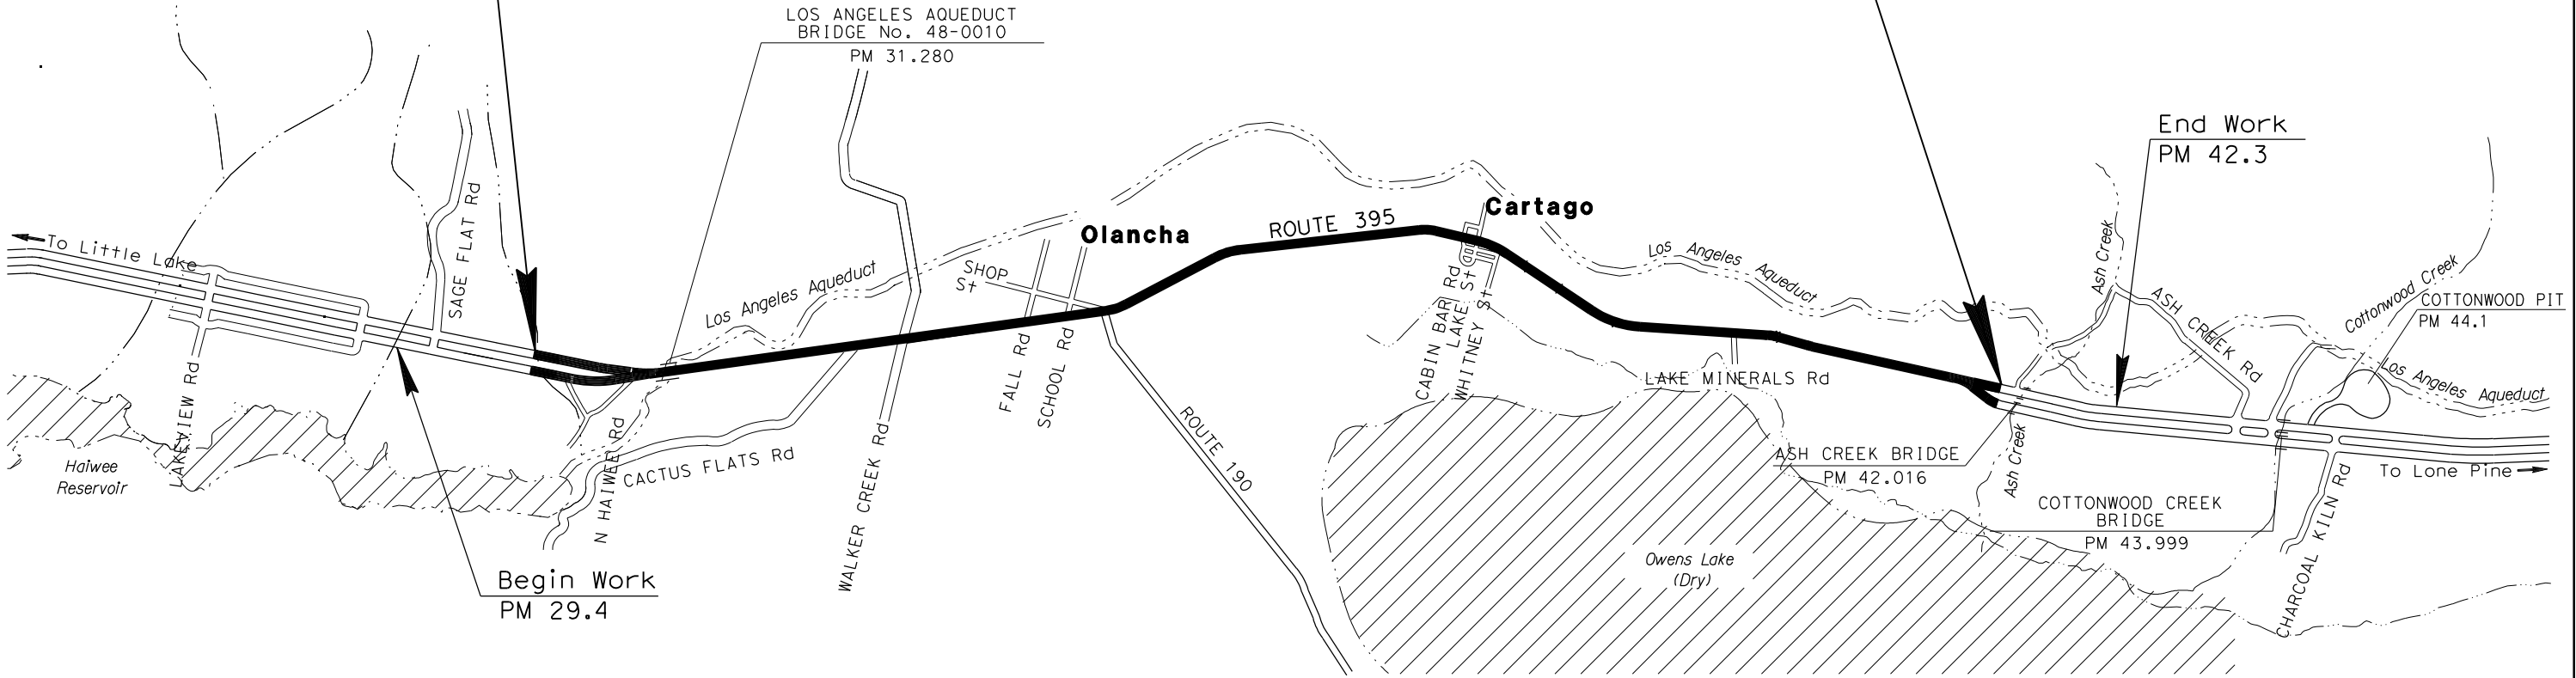 LOS ANGELES AQUEDUCT
BRIDGE No. 48-0010
PM 31.280
End Work
PM 42.3
To Little Lake
SAGE FLAT Rd
Los Angeles Aqueduct
SHOP
St
Olancha
ROUTE 395
Cartago
Los Angeles Aqueduct
Ash Creek
ASH CREEK Rd
Cottonwood Creek
COTTONWOOD PIT
PM 44.1
Los Angeles Aqueduct
To Lone Pine
LAKEVIEW Rd
Haiwee
Reservoir
N HAIWEE Rd
CACTUS FLATS Rd
WALKER CREEK Rd
FALL Rd
SCHOOL Rd
ROUTE 190
CABIN BAR Rd
LAKE St
WHITNEY St
LAKE MINERALS Rd
ASH CREEK BRIDGE
PM 42.016
Ash Creek
COTTONWOOD CREEK
BRIDGE
PM 43.999
CHARCOAL KILN Rd
Owens Lake
(Dry)
Begin Work
PM 29.4